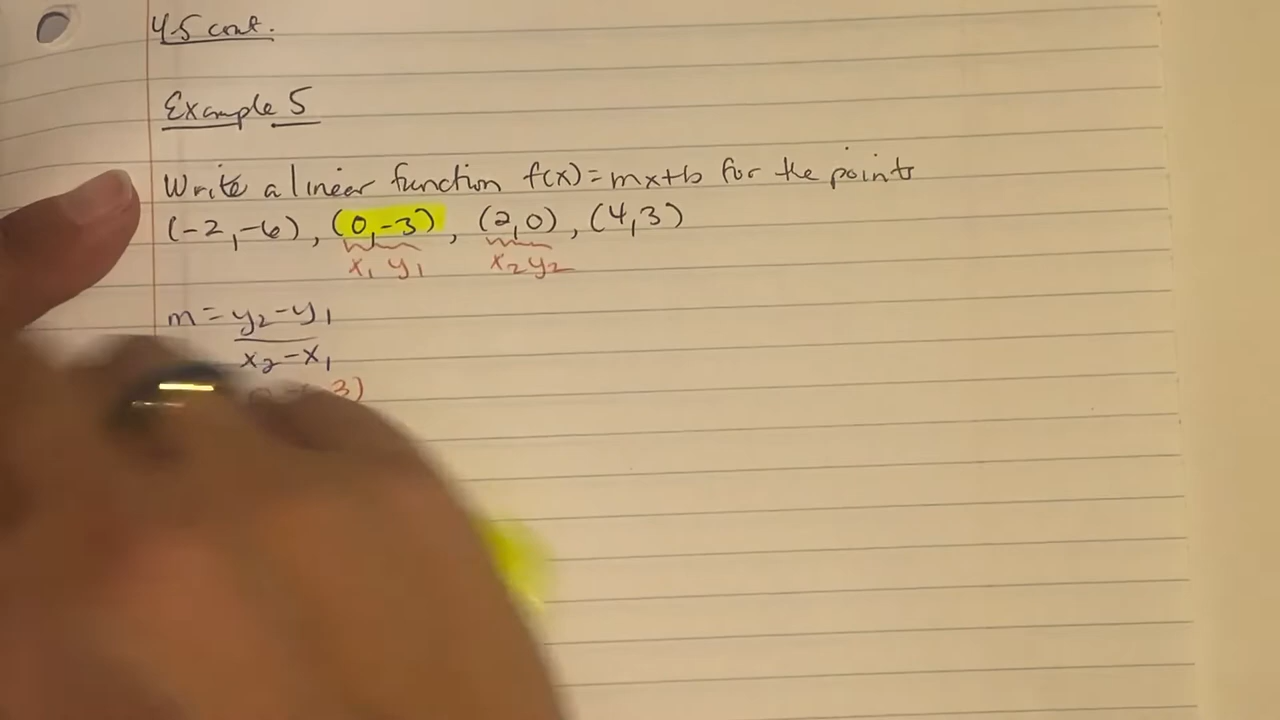 4.5 cont.
Example 5
Write a linear function f(x)=mx+b for the points
(-2,-6), (0,-3), (2,0), (4,3)
x₁ y₁ x₂ y₂
m = y₂-y₁
x₂-x₁
3)